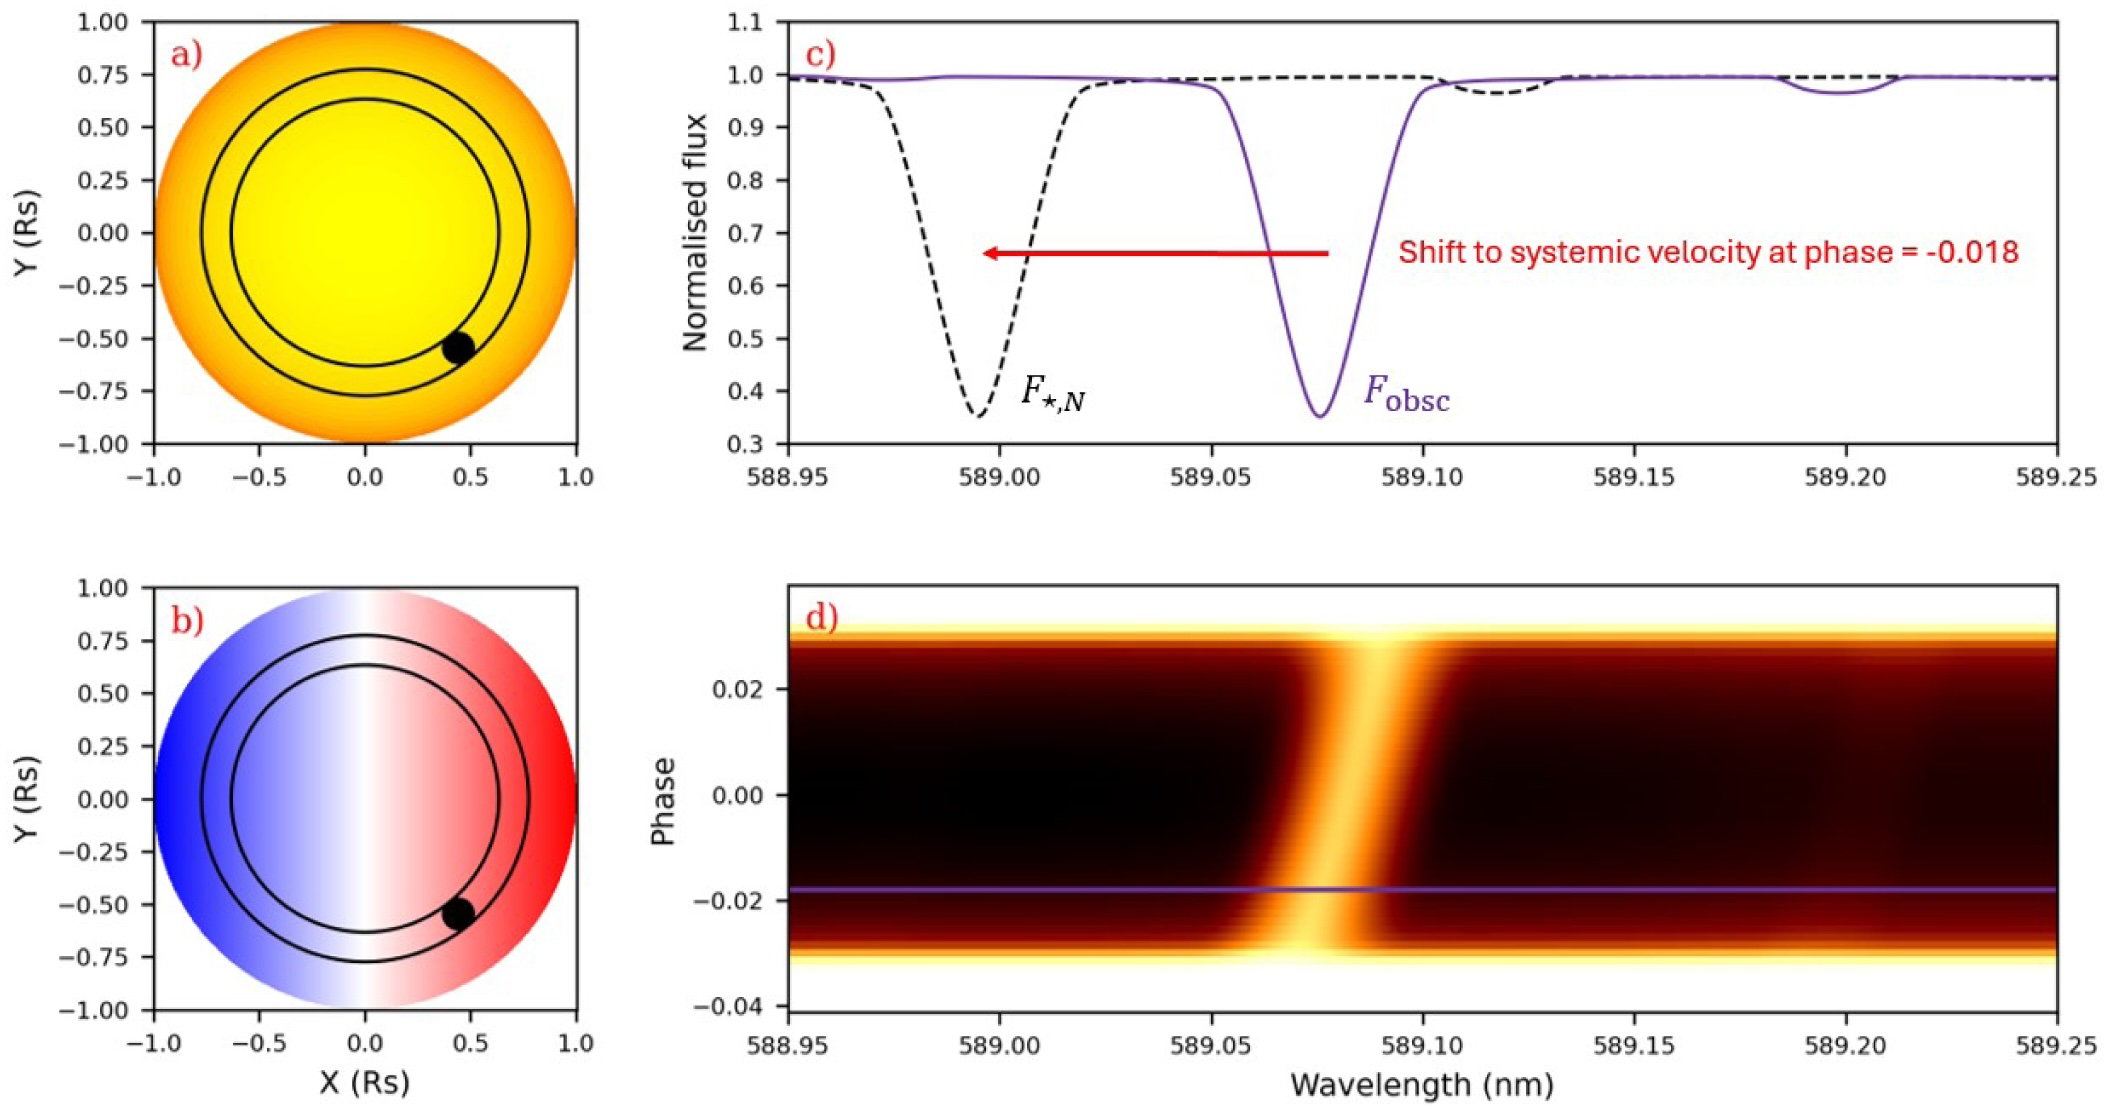 a)
1.00
0.75
0.50
0.25
0.00
−0.25
−0.50
−0.75
−1.00
Y (Rs)
−1.0 −0.5 0.0 0.5 1.0
c)
1.1
1.0
0.9
0.8
0.7
0.6
0.5
0.4
0.3
Normalised flux
Shift to systemic velocity at phase = -0.018
F⋆,N
Fobsc
588.95 589.00 589.05 589.10 589.15 589.20 589.25
b)
1.00
0.75
0.50
0.25
0.00
−0.25
−0.50
−0.75
−1.00
Y (Rs)
−1.0 −0.5 0.0 0.5 1.0
X (Rs)
d)
0.02
0.00
−0.02
−0.04
Phase
588.95 589.00 589.05 589.10 589.15 589.20 589.25
Wavelength (nm)